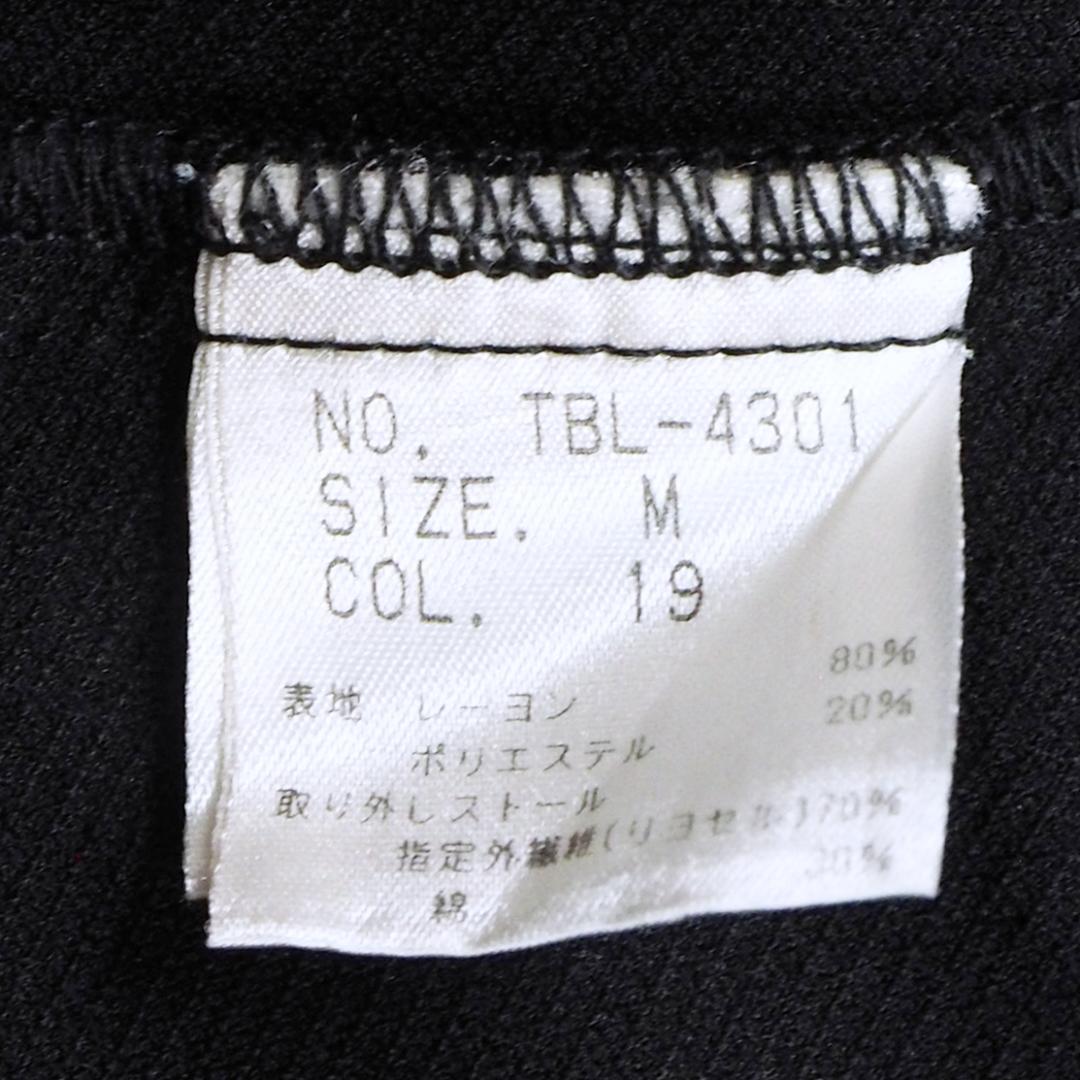 NO. TBL-4301
SIZE. M
COL. 19
表地 レーヨン 80%
ポリエステル 20%
取り外しストール
指定外繊維(リヨセル)70%
綿 30%